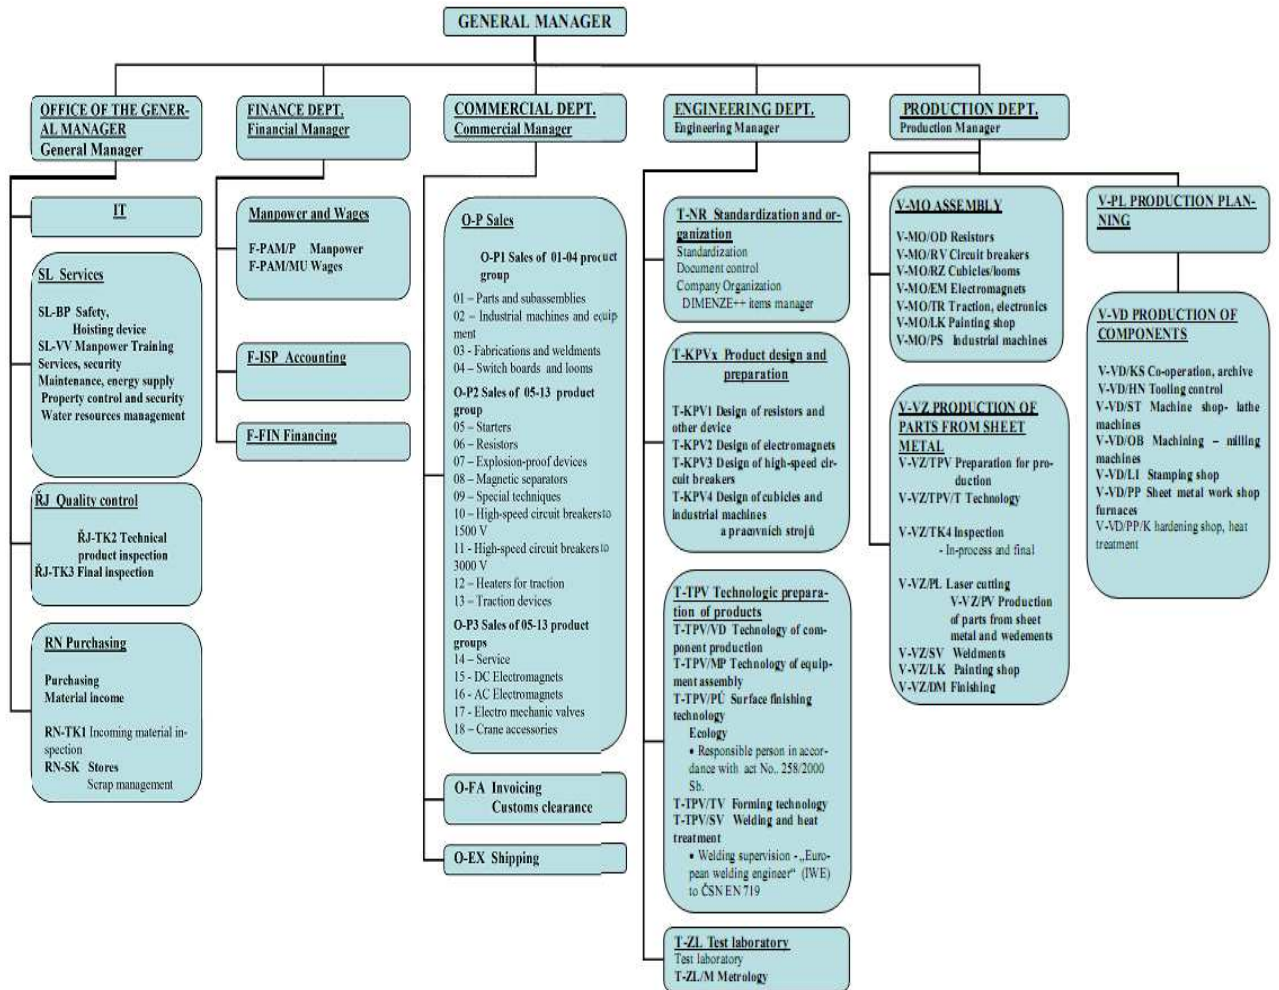 GENERAL MANAGER
OFFICE OF THE GENER-
AL MANAGER
General Manager
FINANCE DEPT.
Financial Manager
COMMERCIAL DEPT.
Commercial Manager
ENGINEERING DEPT.
Engineering Manager
PRODUCTION DEPT.
Production Manager
IT
SL Services
SL-BP Safety,
Hoisting device
SL-VV Manpower Training
Services, security
Maintenance, energy supply
Property control and security
Water resources management
ŘJ Quality control
ŘJ-TK2 Technical
product inspection
ŘJ-TK3 Final inspection
RN Purchasing
Purchasing
Material income
RN-TK1 Incoming material in-
spection
RN-SK Stores
Scrap management
Manpower and Wages
F-PAM/P Manpower
F-PAM/MU Wages
F-ISP Accounting
F-FIN Financing
O-P Sales
O-P1 Sales of 01-04 product
group
01 – Parts and subassemblies
02 – Industrial machines and equip
ment
03 – Fabrications and weldments
04 – Switch boards and looms
O-P2 Sales of 05-13 product
group
05 – Starters
06 – Resistors
07 – Explosion-proof devices
08 – Magnetic separators
09 – Special techniques
10 – High-speed circuit breakers to
1500 V
11 - High-speed circuit breakers to
3000 V
12 – Heaters for traction
13 – Traction devices
O-P3 Sales of 05-13 product
groups
14 – Service
15 - DC Electromagnets
16 – AC Electromagnets
17 - Electro mechanic valves
18 – Crane accessories
O-FA Invoicing
Customs clearance
O-EX Shipping
T-NR Standardization and or-
ganization
Standardization
Document control
Company Organization
DIMENZE++ items manager
T-KPVx Product design and
preparation
T-KPV1 Design of resistors and
other device
T-KPV2 Design of electromagnets
T-KPV3 Design of high-speed cir-
cuit breakers
T-KPV4 Design of cubicles and
industrial machines
a pracovních strojů
T-TPV Technologic prepara-
tion of products
T-TPV/VD Technology of com-
ponent production
T-TPV/MP Technology of equip-
ment assembly
T-TPV/PÚ Surface finishing
technology
Ecology
• Responsible person in accor-
dance with act No,. 258/2000
Sb.
T-TPV/TV Forming technology
T-TPV/SV Welding and heat
treatment
• Welding supervision - „Euro-
pean welding engineer“ (IWE)
to ČSN EN 719
T-ZL Test laboratory
Test laboratory
T-ZL/M Metrology
V-MO ASSEMBLY
V-MO/OD Resistors
V-MO/RV Circuit breakers
V-MO/RZ Cubicles/looms
V-MO/EM Electromagnets
V-MO/TR Traction, electronics
V-MO/LK Painting shop
V-MO/PS Industrial machines
V-VZ PRODUCTION OF
PARTS FROM SHEET
METAL
V-VZ/TPV Preparation for pro-
duction
V-VZ/TPV/T Technology
V-VZ/TK4 Inspection
- In-process and final
V-VZ/PL Laser cutting
V-VZ/PV Production
of parts from sheet
metal and wedements
V-VZ/SV Weldments
V-VZ/LK Painting shop
V-VZ/DM Finishing
V-PL PRODUCTION PLAN-
NING
V-VD PRODUCTION OF
COMPONENTS
V-VD/KS Co-operation, archive
V-VD/HN Tooling control
V-VD/ST Machine shop- lathe
machines
V-VD/OB Machining – milling
machines
V-VD/LI Stamping shop
V-VD/PP Sheet metal work shop
furnaces
V-VD/PP/K hardening shop, heat
treatment